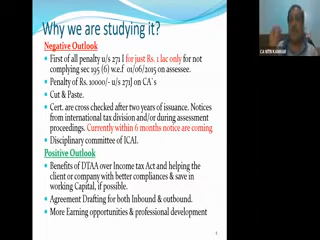 Why we are studying it?
Negative Outlook
• First of all penalty u/s 271 I for just Rs. 1 lac only for not
complying sec 195 (6) w.e.f 01/06/2015 on assessee.
• Penalty of Rs. 10000/- u/s 271J on CA`s
• Cut & Paste.
• Cert. are cross checked after two years of issuance. Notices
from international tax division and/or during assessment
proceedings. Currently within 6 months notice are coming
• Disciplinary committee of ICAI.
Positive Outlook
• Benefits of DTAA over Income tax Act and helping the
client or company with better compliances & save in
working Capital, if possible.
• Agreement Drafting for both Inbound & outbound.
• More Earning opportunities & professional development
CA NITIN KANWAR